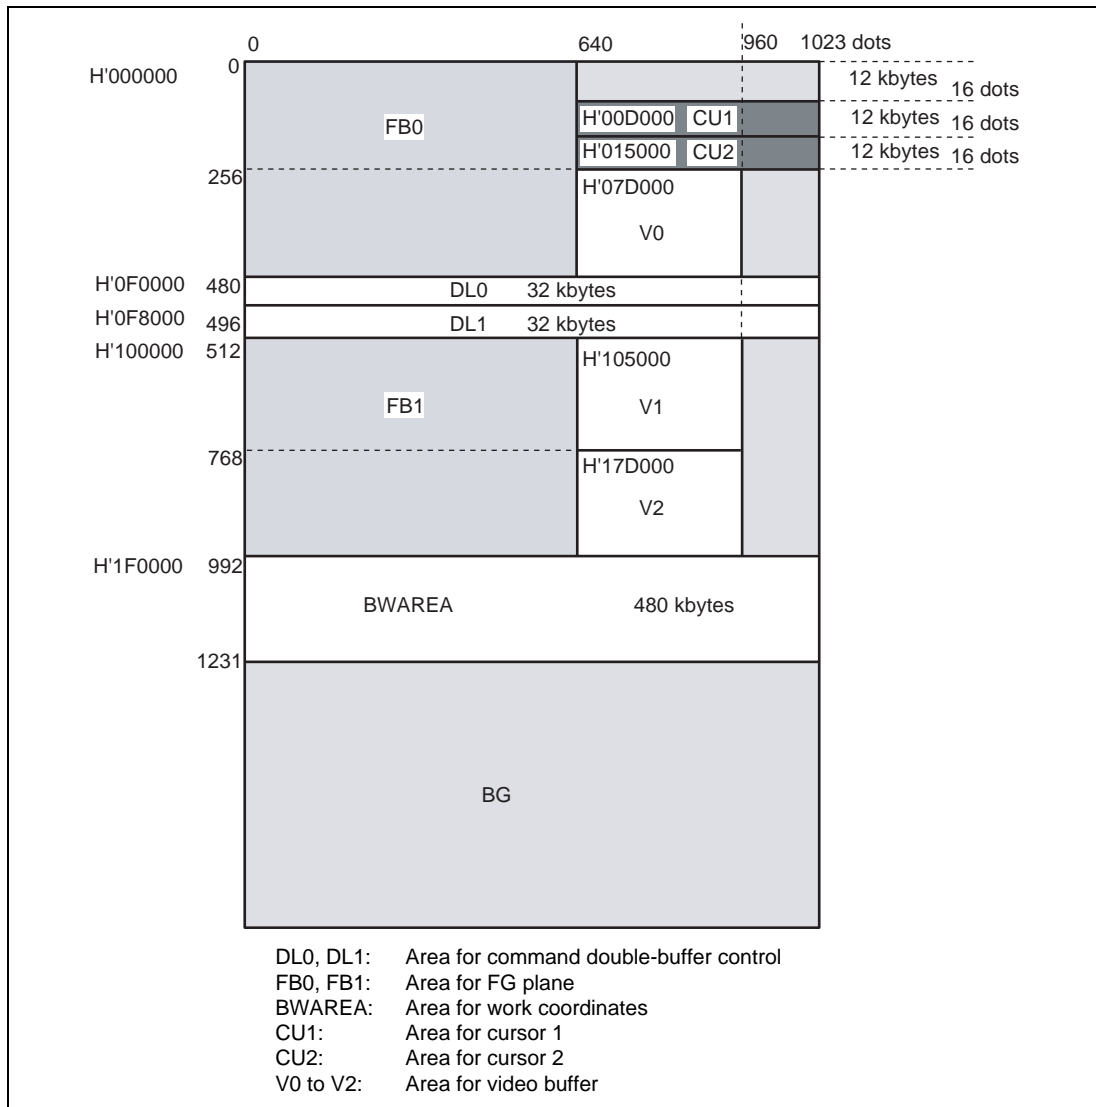 0 640 960 1023 dots
H'000000 0
12 kbytes 16 dots
FB0 H'00D000 CU1 12 kbytes 16 dots
H'015000 CU2 12 kbytes 16 dots
256 H'07D000
V0
H'0F0000 480 DL0 32 kbytes
H'0F8000 496 DL1 32 kbytes
H'100000 512 H'105000
FB1 V1
768 H'17D000
V2
H'1F0000 992
BWAREA 480 kbytes
1231
BG
DL0, DL1: Area for command double-buffer control
FB0, FB1: Area for FG plane
BWAREA: Area for work coordinates
CU1: Area for cursor 1
CU2: Area for cursor 2
V0 to V2: Area for video buffer